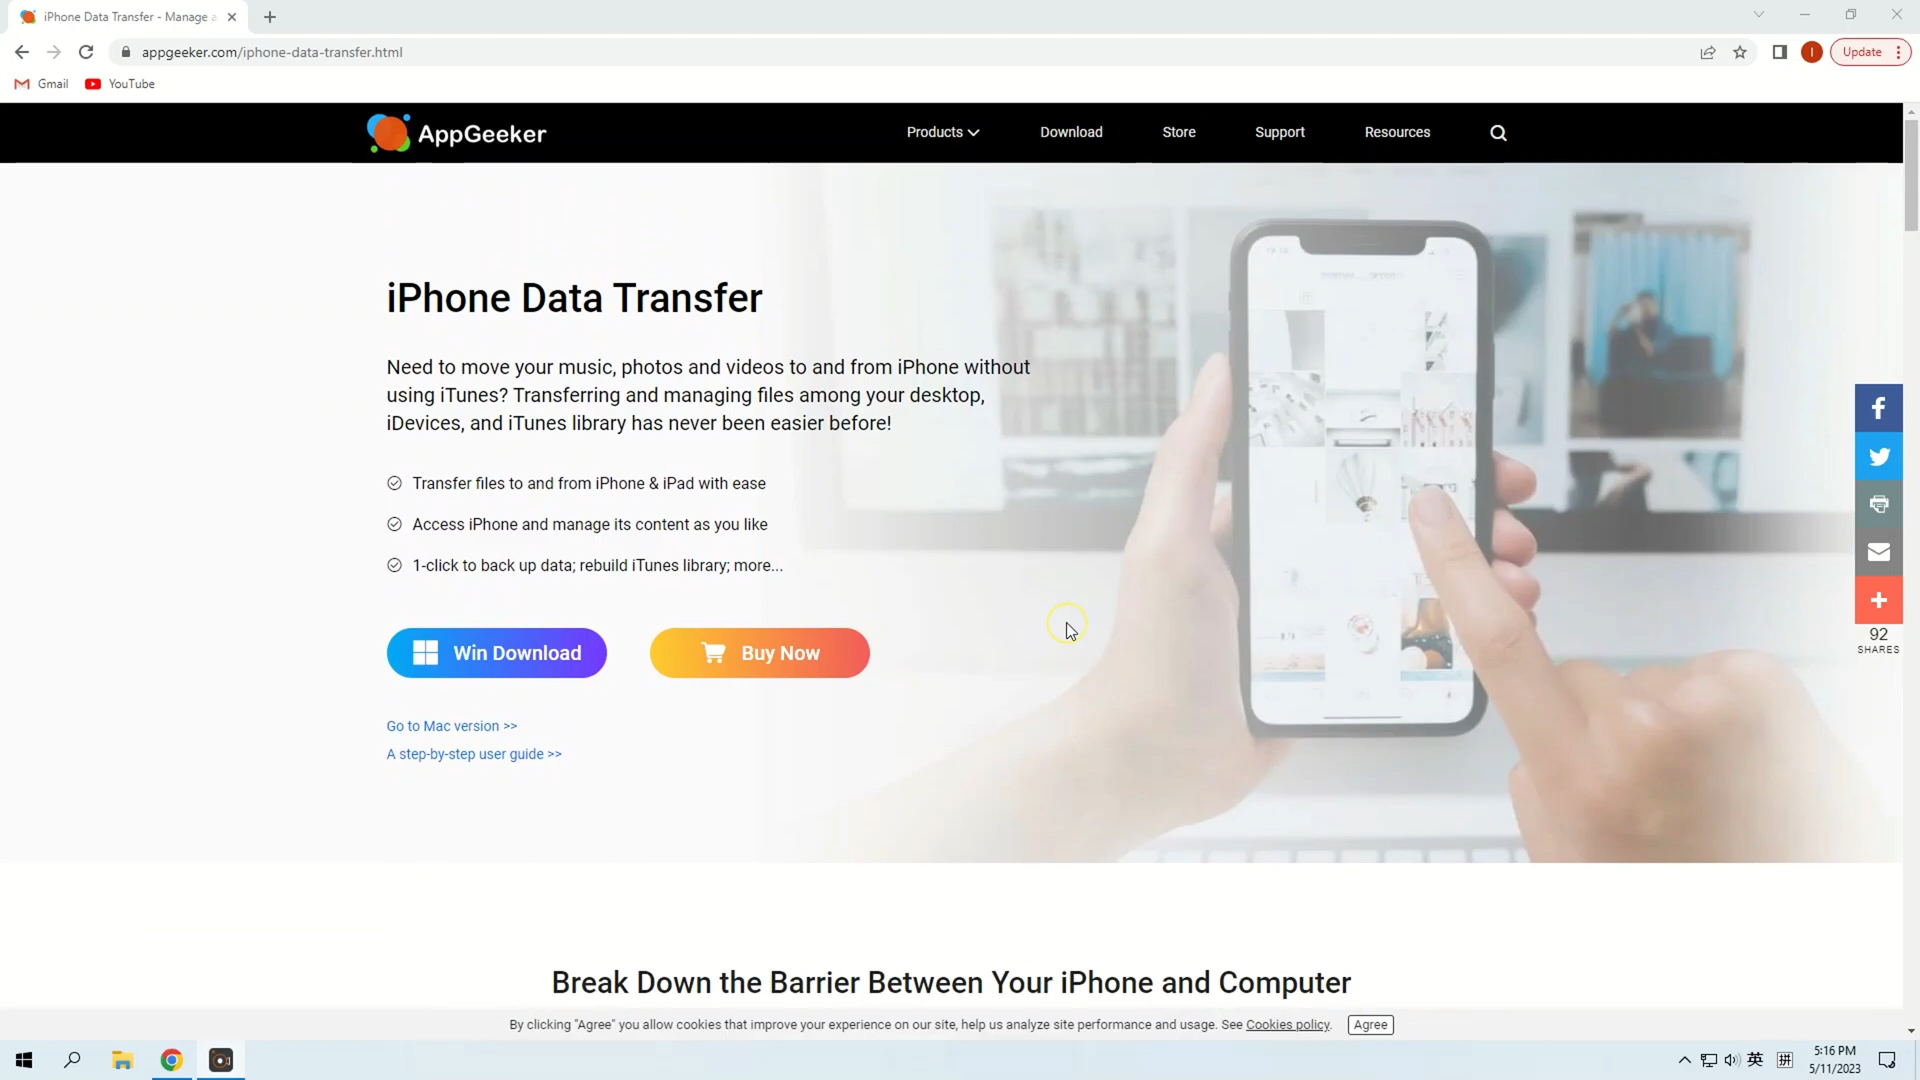 iPhone Data Transfer - Manage a
appgeeker.com/iphone-data-transfer.html
Update
Gmail
YouTube
AppGeeker
Products
Download
Store
Support
Resources
iPhone Data Transfer
Need to move your music, photos and videos to and from iPhone without
using iTunes? Transferring and managing files among your desktop,
iDevices, and iTunes library has never been easier before!
Transfer files to and from iPhone & iPad with ease
Access iPhone and manage its content as you like
1-click to back up data; rebuild iTunes library; more...
Win Download
Buy Now
Go to Mac version >>
A step-by-step user guide >>
92
SHARES
Break Down the Barrier Between Your iPhone and Computer
By clicking "Agree" you allow cookies that improve your experience on our site, help us analyze site performance and usage. See Cookies policy.
Agree
英
拼
5:16 PM
5/11/2023